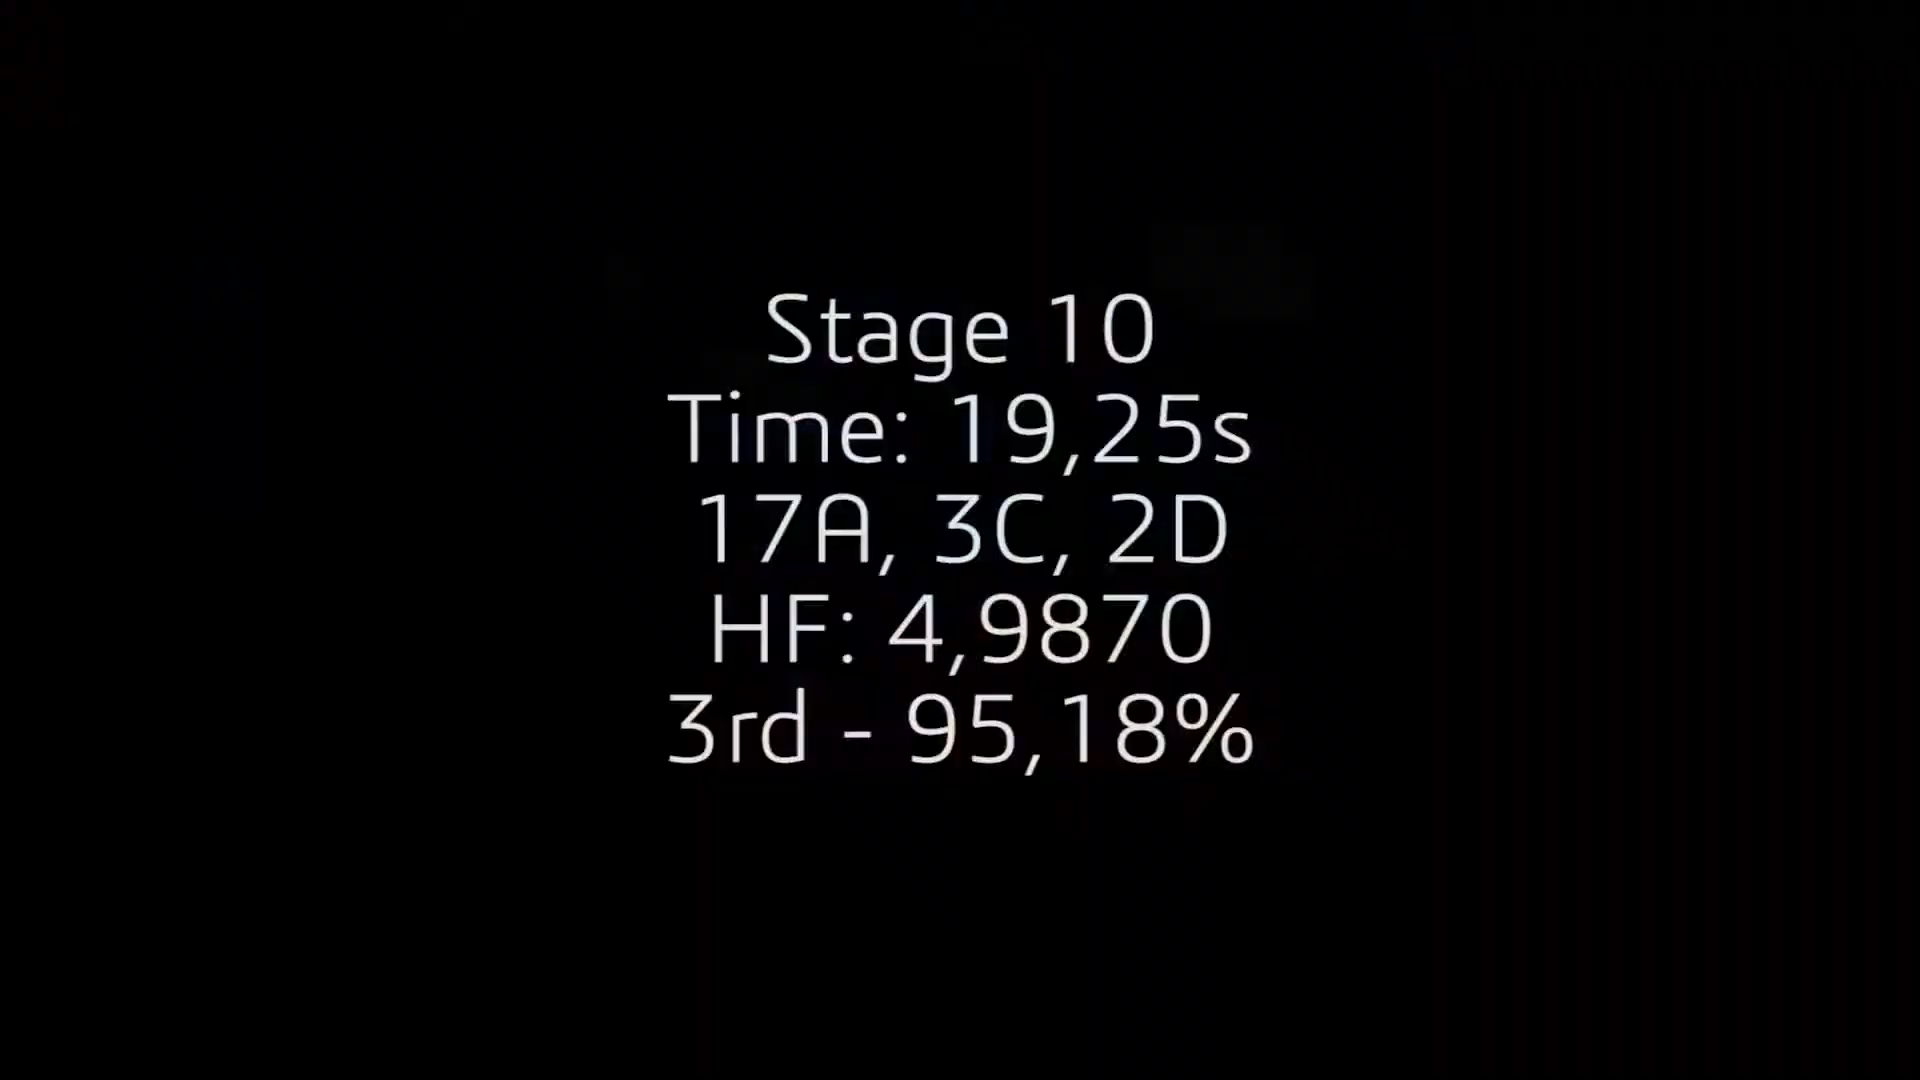 Stage 10
Time: 19,25s
17A, 3C, 2D
HF: 4,9870
3rd - 95,18%